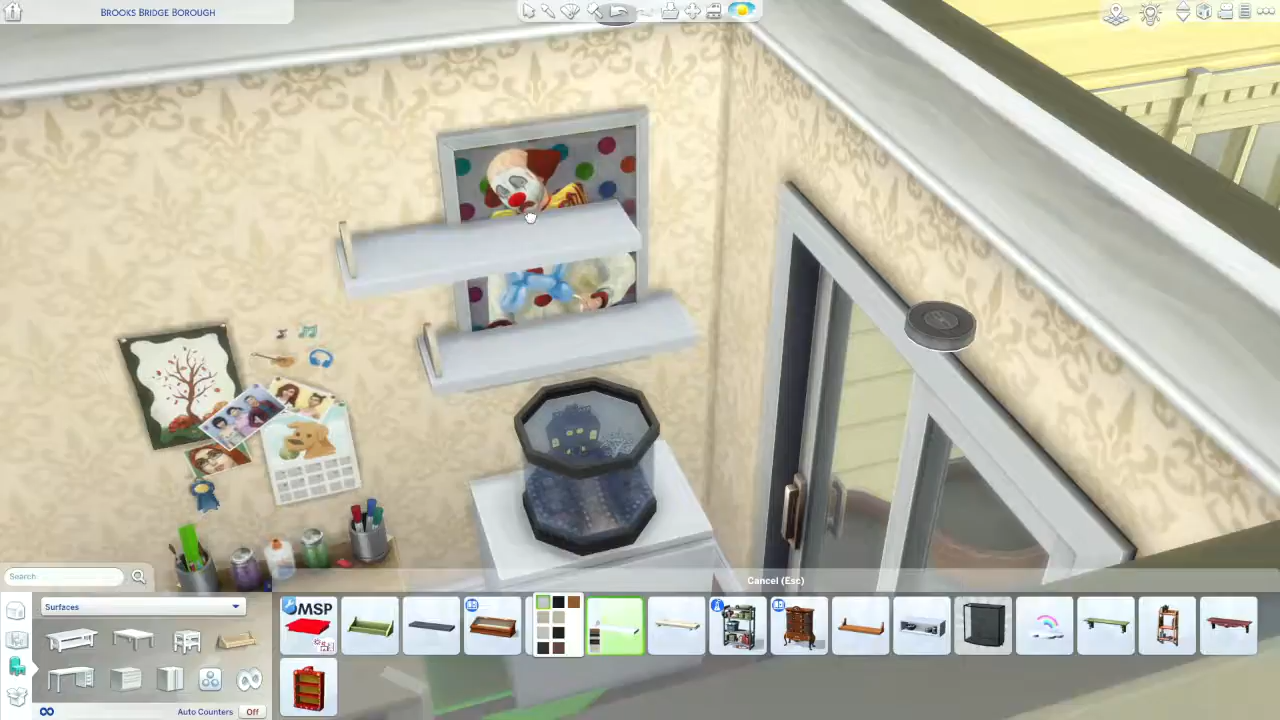 BROOKS BRIDGE BOROUGH
Cancel (Esc)
Search
Surfaces
MSP
Auto Counters
Off